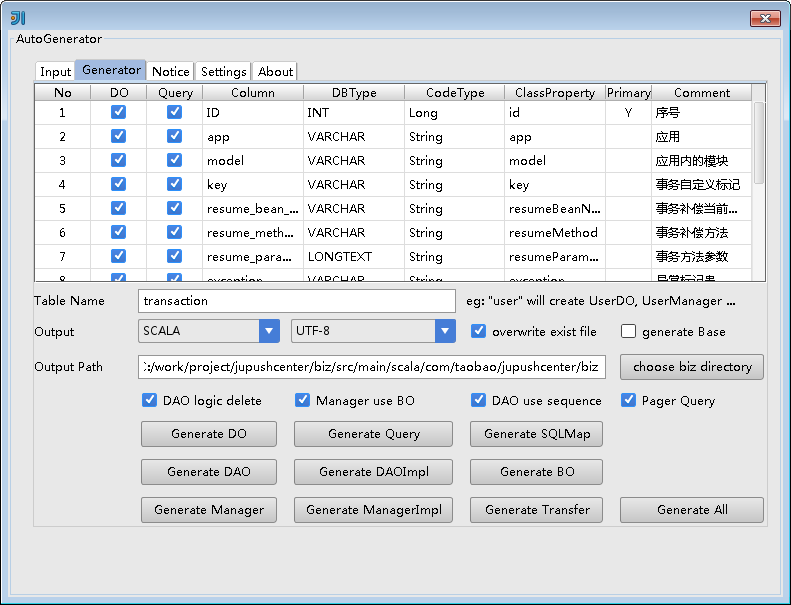 AutoGenerator
Input Generator Notice Settings About
No DO Query Column DBType CodeType ClassProperty Primary Comment
1 ID INT Long id Y 序号
2 app VARCHAR String app 应用
3 model VARCHAR String model 应用内的模块
4 key VARCHAR String key 事务自定义标记
5 resume_bean_... VARCHAR String resumeBeanN... 事务补偿当前...
6 resume_meth... VARCHAR String resumeMethod 事务补偿方法
7 resume_para... LONGTEXT String resumeParam... 事务方法参数
8 exception VARCHAR String exception
Table Name transaction eg: "user" will create UserDO, UserManager ...
Output SCALA UTF-8 overwrite exist file generate Base
Output Path :/work/project/jupushcenter/biz/src/main/scala/com/taobao/jupushcenter/biz choose biz directory
DAO logic delete Manager use BO DAO use sequence Pager Query
Generate DO Generate Query Generate SQLMap
Generate DAO Generate DAOImpl Generate BO
Generate Manager Generate ManagerImpl Generate Transfer Generate All